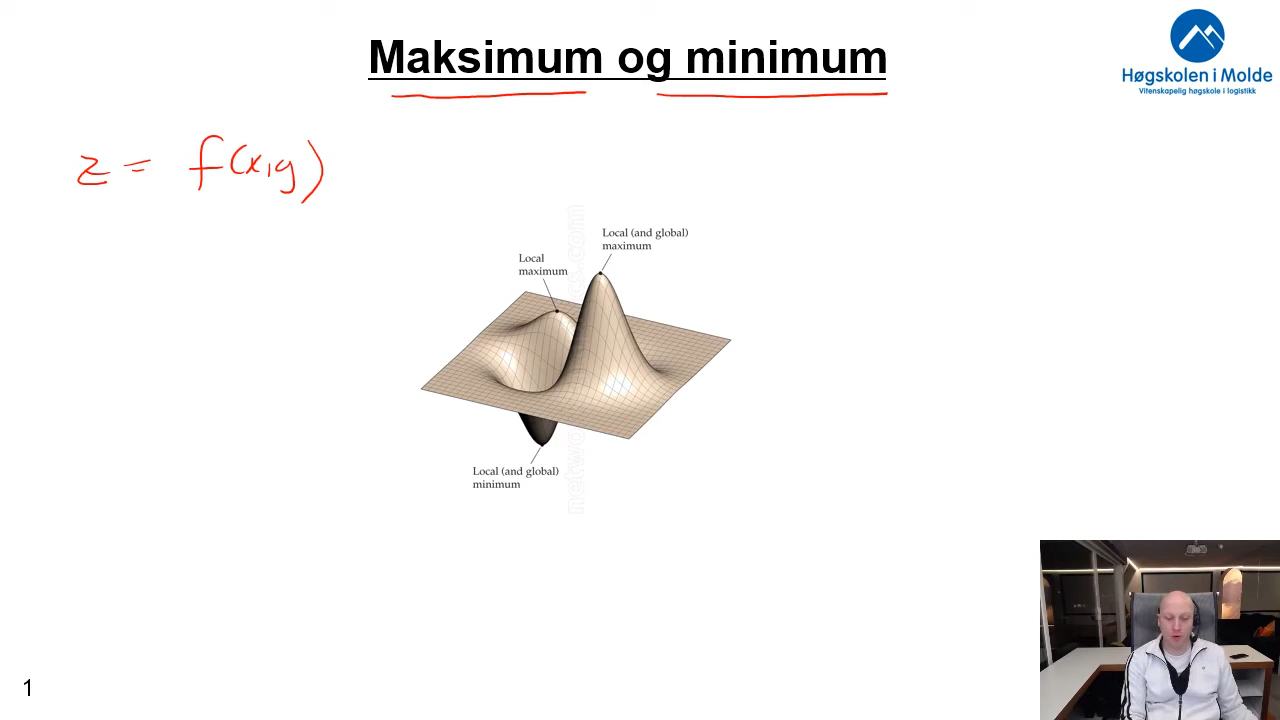 Maksimum og minimum
Høgskolen i Molde
Vitenskapelig høgskole i logistikk
z = f(x,y)
Local (and global)
maximum
Local
maximum
Local (and global)
minimum
1